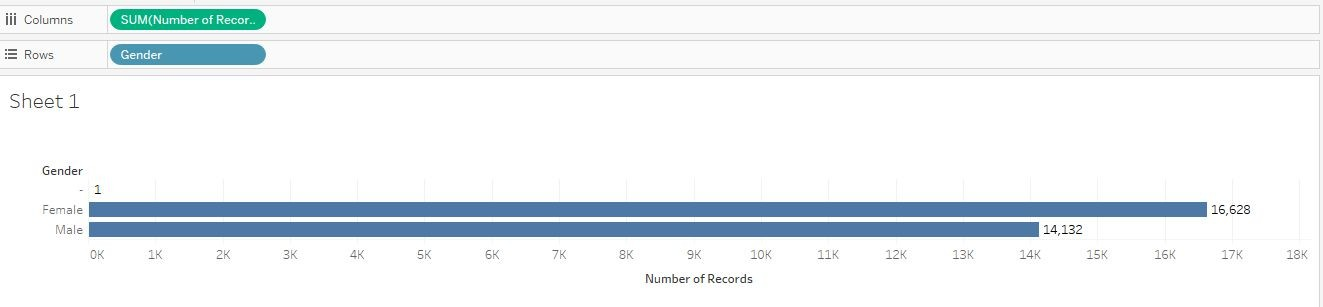 Columns SUM(Number of Recor..
Rows Gender
Sheet 1
Gender
- 1
Female 16,628
Male 14,132
0K 1K 2K 3K 4K 5K 6K 7K 8K 9K 10K 11K 12K 13K 14K 15K 16K 17K 18K
Number of Records